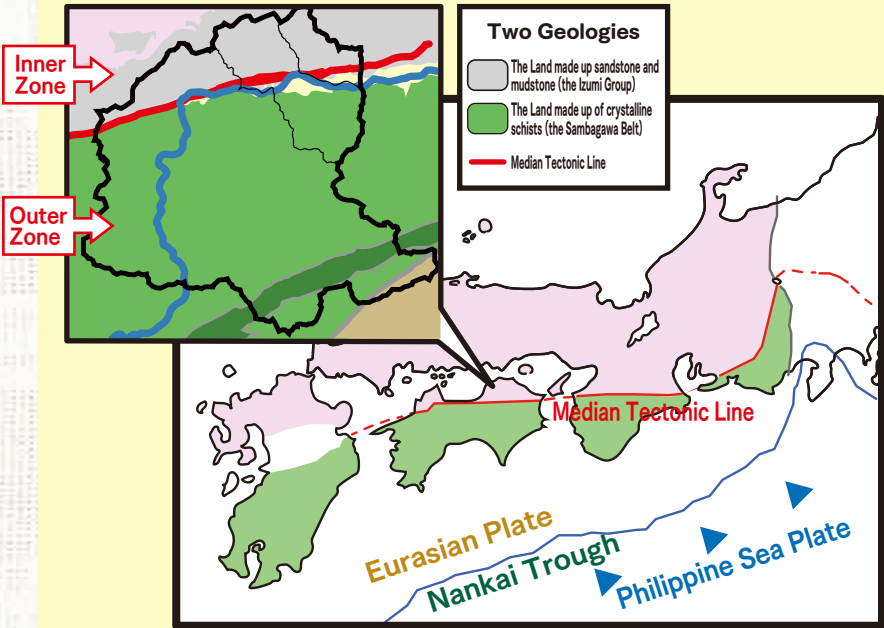 Inner
Zone
Outer
Zone
Two Geologies
The Land made up sandstone and
mudstone (the Izumi Group)
The Land made up of crystalline
schists (the Sambagawa Belt)
Median Tectonic Line
Median Tectonic Line
Eurasian Plate
Nankai Trough
Philippine Sea Plate